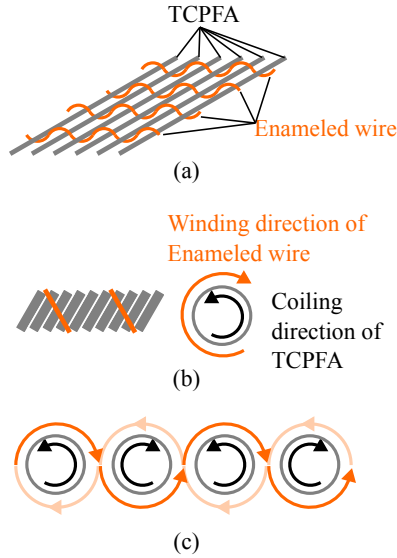 TCPFA
Enameled wire
(a)
Winding direction of
Enameled wire
Coiling
direction of
TCPFA
(b)
(c)